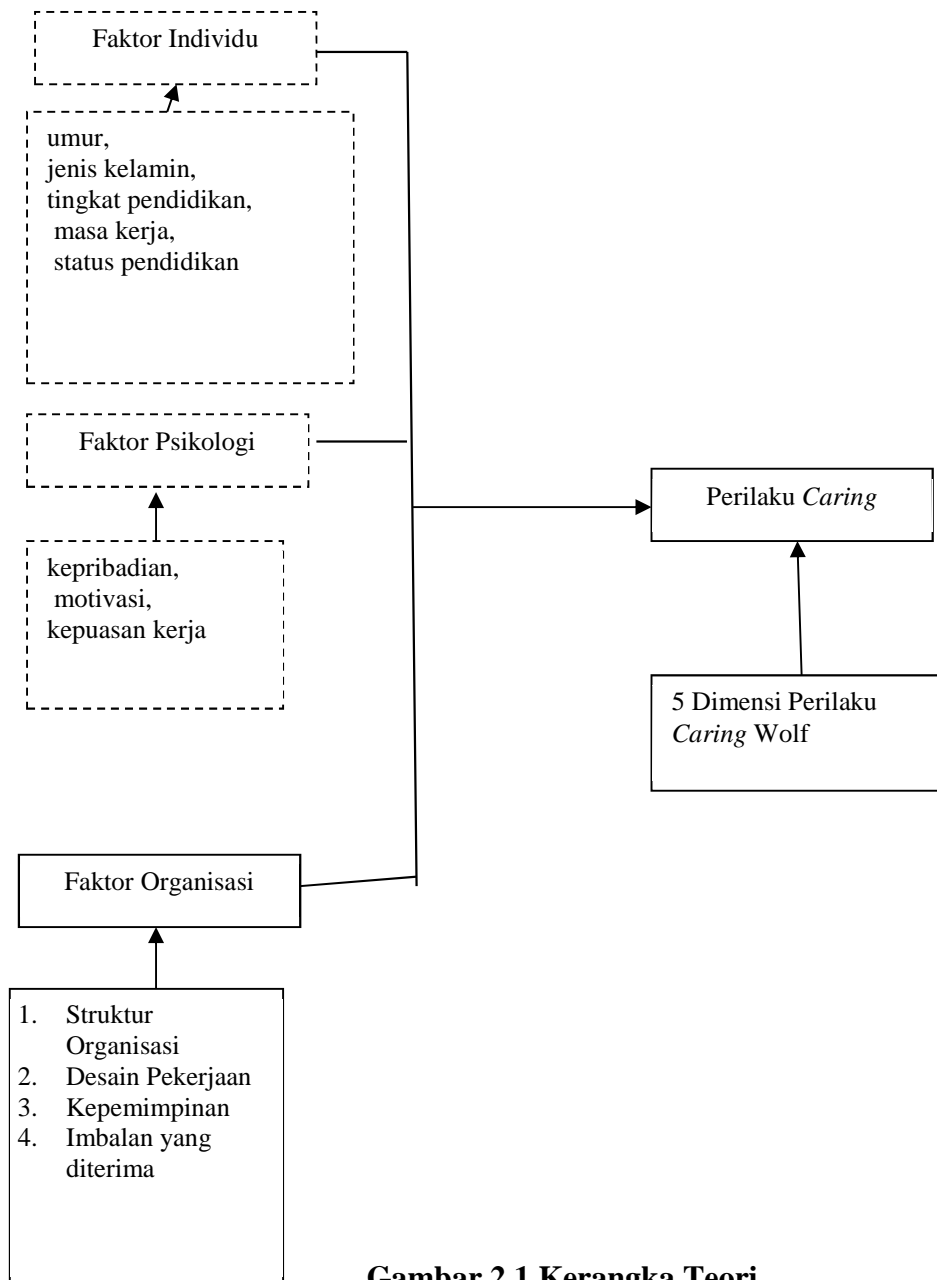 Faktor Individu
umur,
jenis kelamin,
tingkat pendidikan,
masa kerja,
status pendidikan
Faktor Psikologi
kepribadian,
motivasi,
kepuasan kerja
Perilaku Caring
5 Dimensi Perilaku
Caring Wolf
Faktor Organisasi
1. Struktur
Organisasi
2. Desain Pekerjaan
3. Kepemimpinan
4. Imbalan yang
diterima
Gambar 2.1 Kerangka Teori